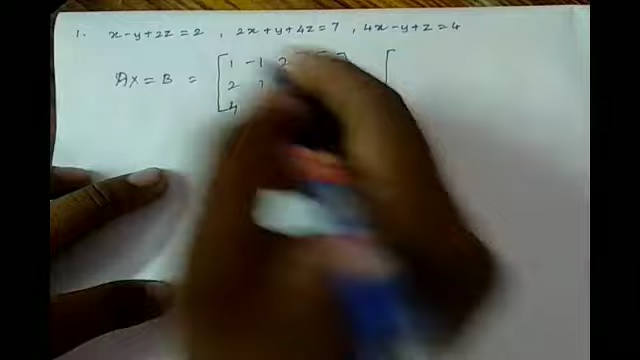 1. x-y+2z=2 , 2x+y+4z=7 , 4x-y+z=4
AX = B = [ 1 -1 2
2 1
4